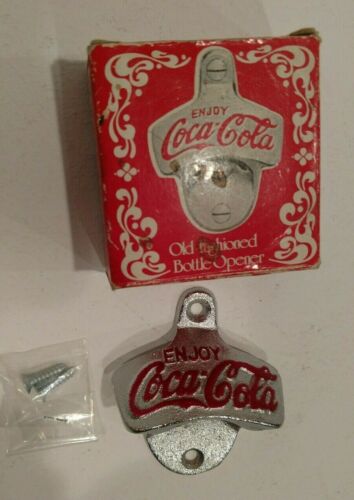 ENJOY
Coca-Cola
Old Fashioned
Bottle Opener
ENJOY
Coca-Cola